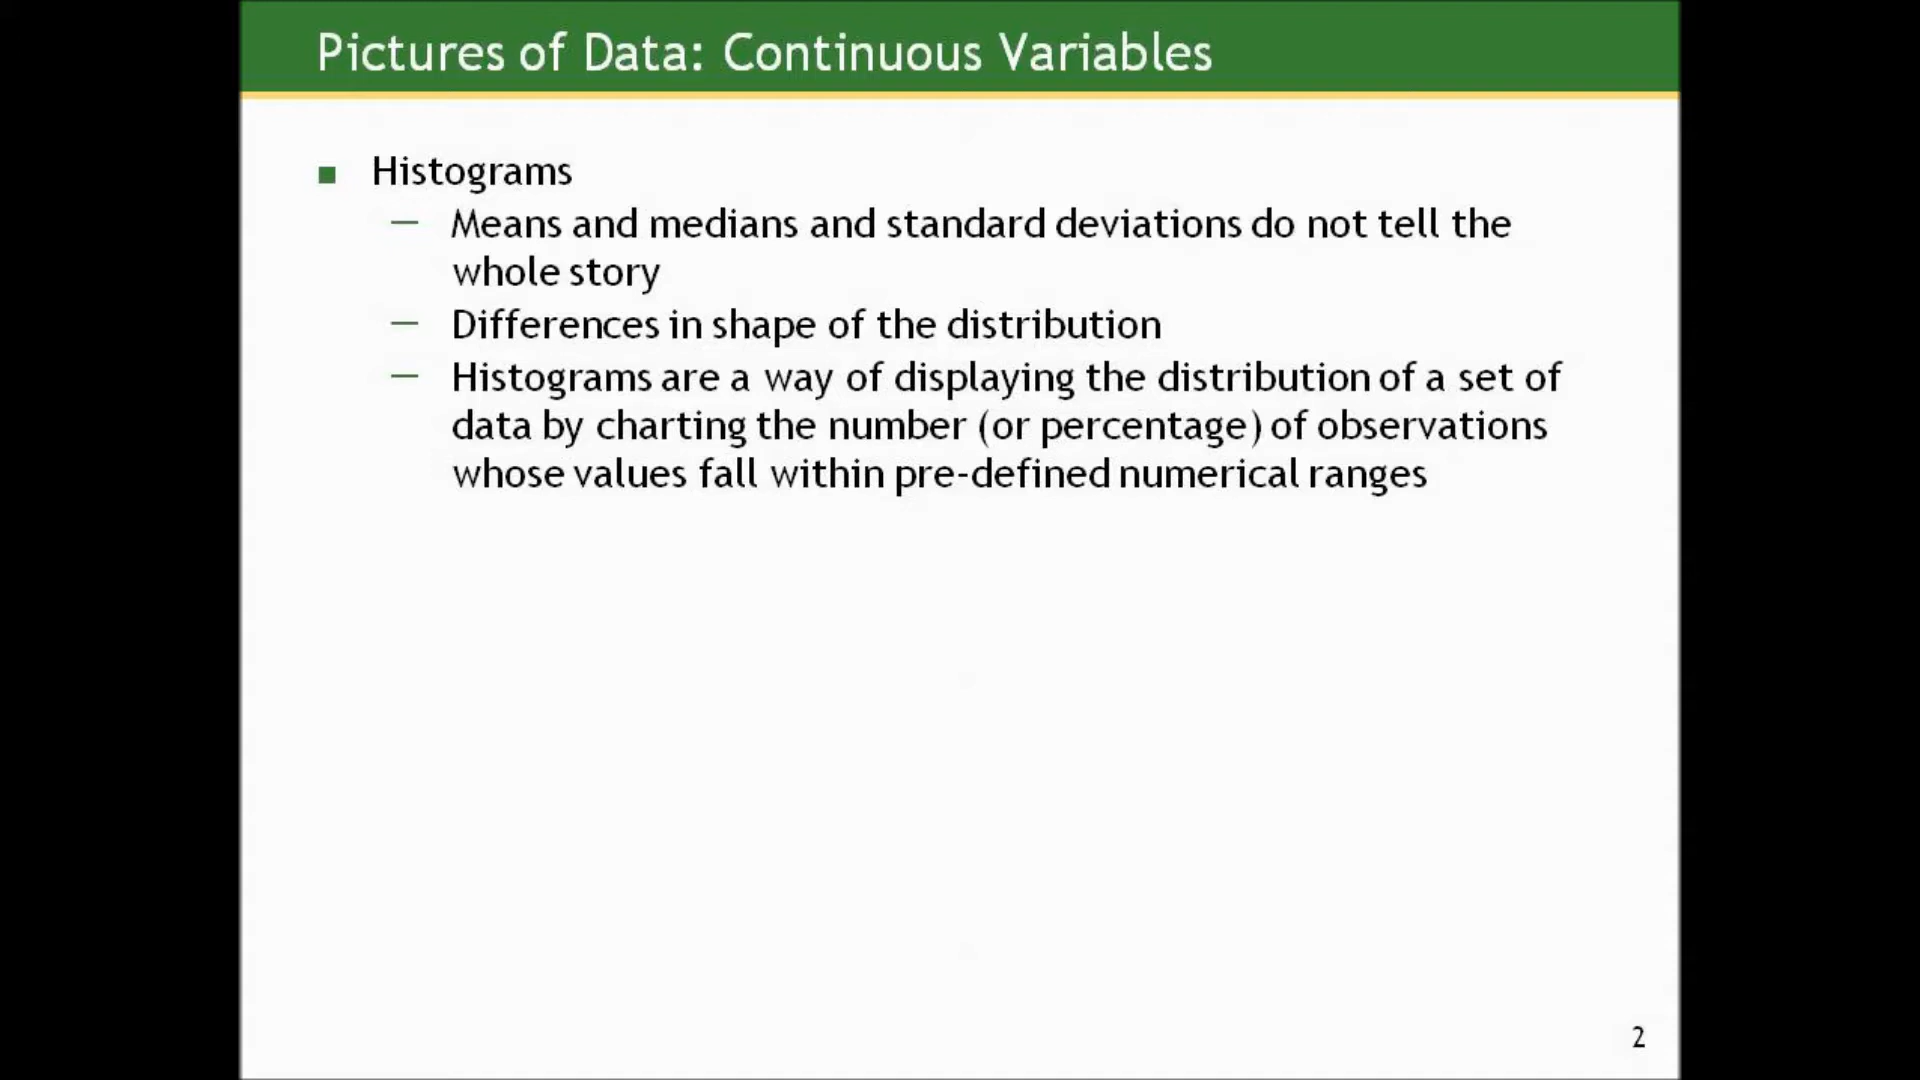 Pictures of Data: Continuous Variables
Histograms
— Means and medians and standard deviations do not tell the
whole story
— Differences in shape of the distribution
— Histograms are a way of displaying the distribution of a set of
data by charting the number (or percentage) of observations
whose values fall within pre-defined numerical ranges
2